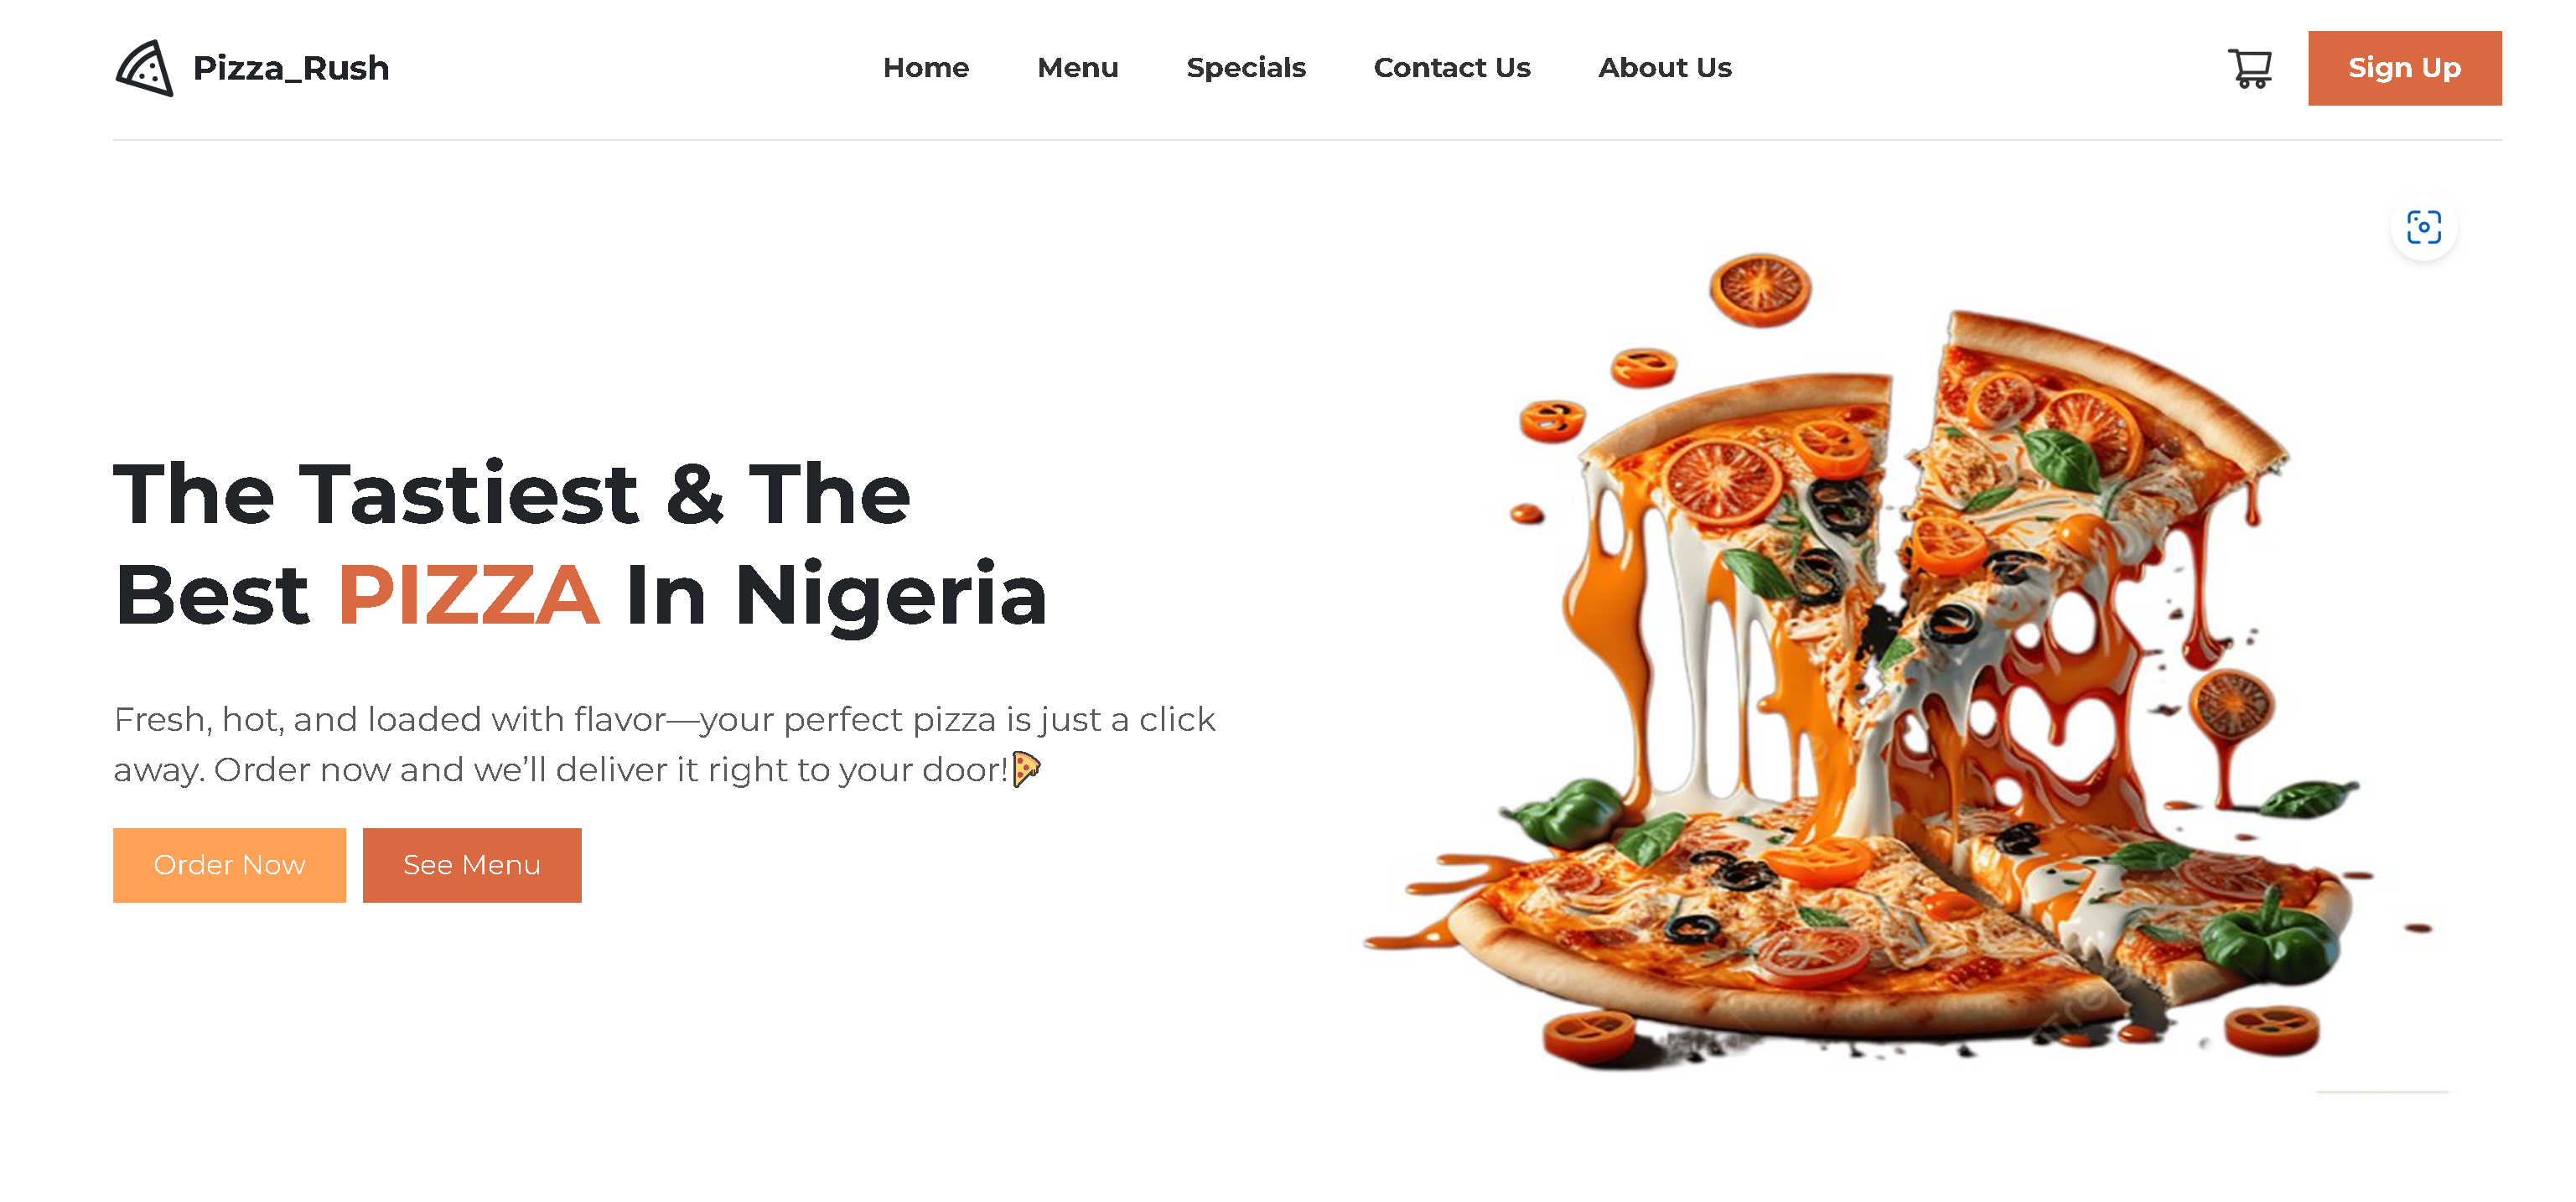 Pizza_Rush
Home Menu Specials Contact Us About Us
Sign Up
The Tastiest & The
Best PIZZA In Nigeria
Fresh, hot, and loaded with flavor—your perfect pizza is just a click
away. Order now and we’ll deliver it right to your door!🍕
Order Now See Menu